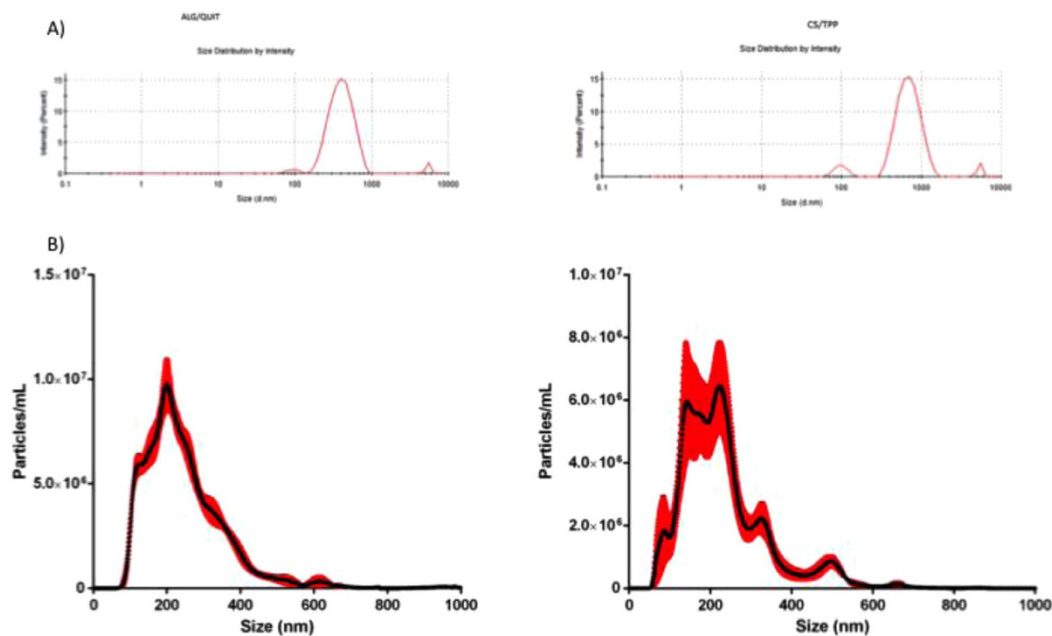 A)
ALG/QUIT
Size Distribution by Intensity
Intensity (Percent)
15
10
5
0
0.1 1 10 100 1000 10000
Size (d.nm)
CS/TPP
Size Distribution by Intensity
Intensity (Percent)
15
10
5
0
0.1 1 10 100 1000 10000
Size (d.nm)
B)
Particles/mL
1.5×10⁷
1.0×10⁷
5.0×10⁶
0
0 200 400 600 800 1000
Size (nm)
Particles/mL
1.0×10⁷
8.0×10⁶
6.0×10⁶
4.0×10⁶
2.0×10⁶
0
0 200 400 600 800 1000
Size (nm)